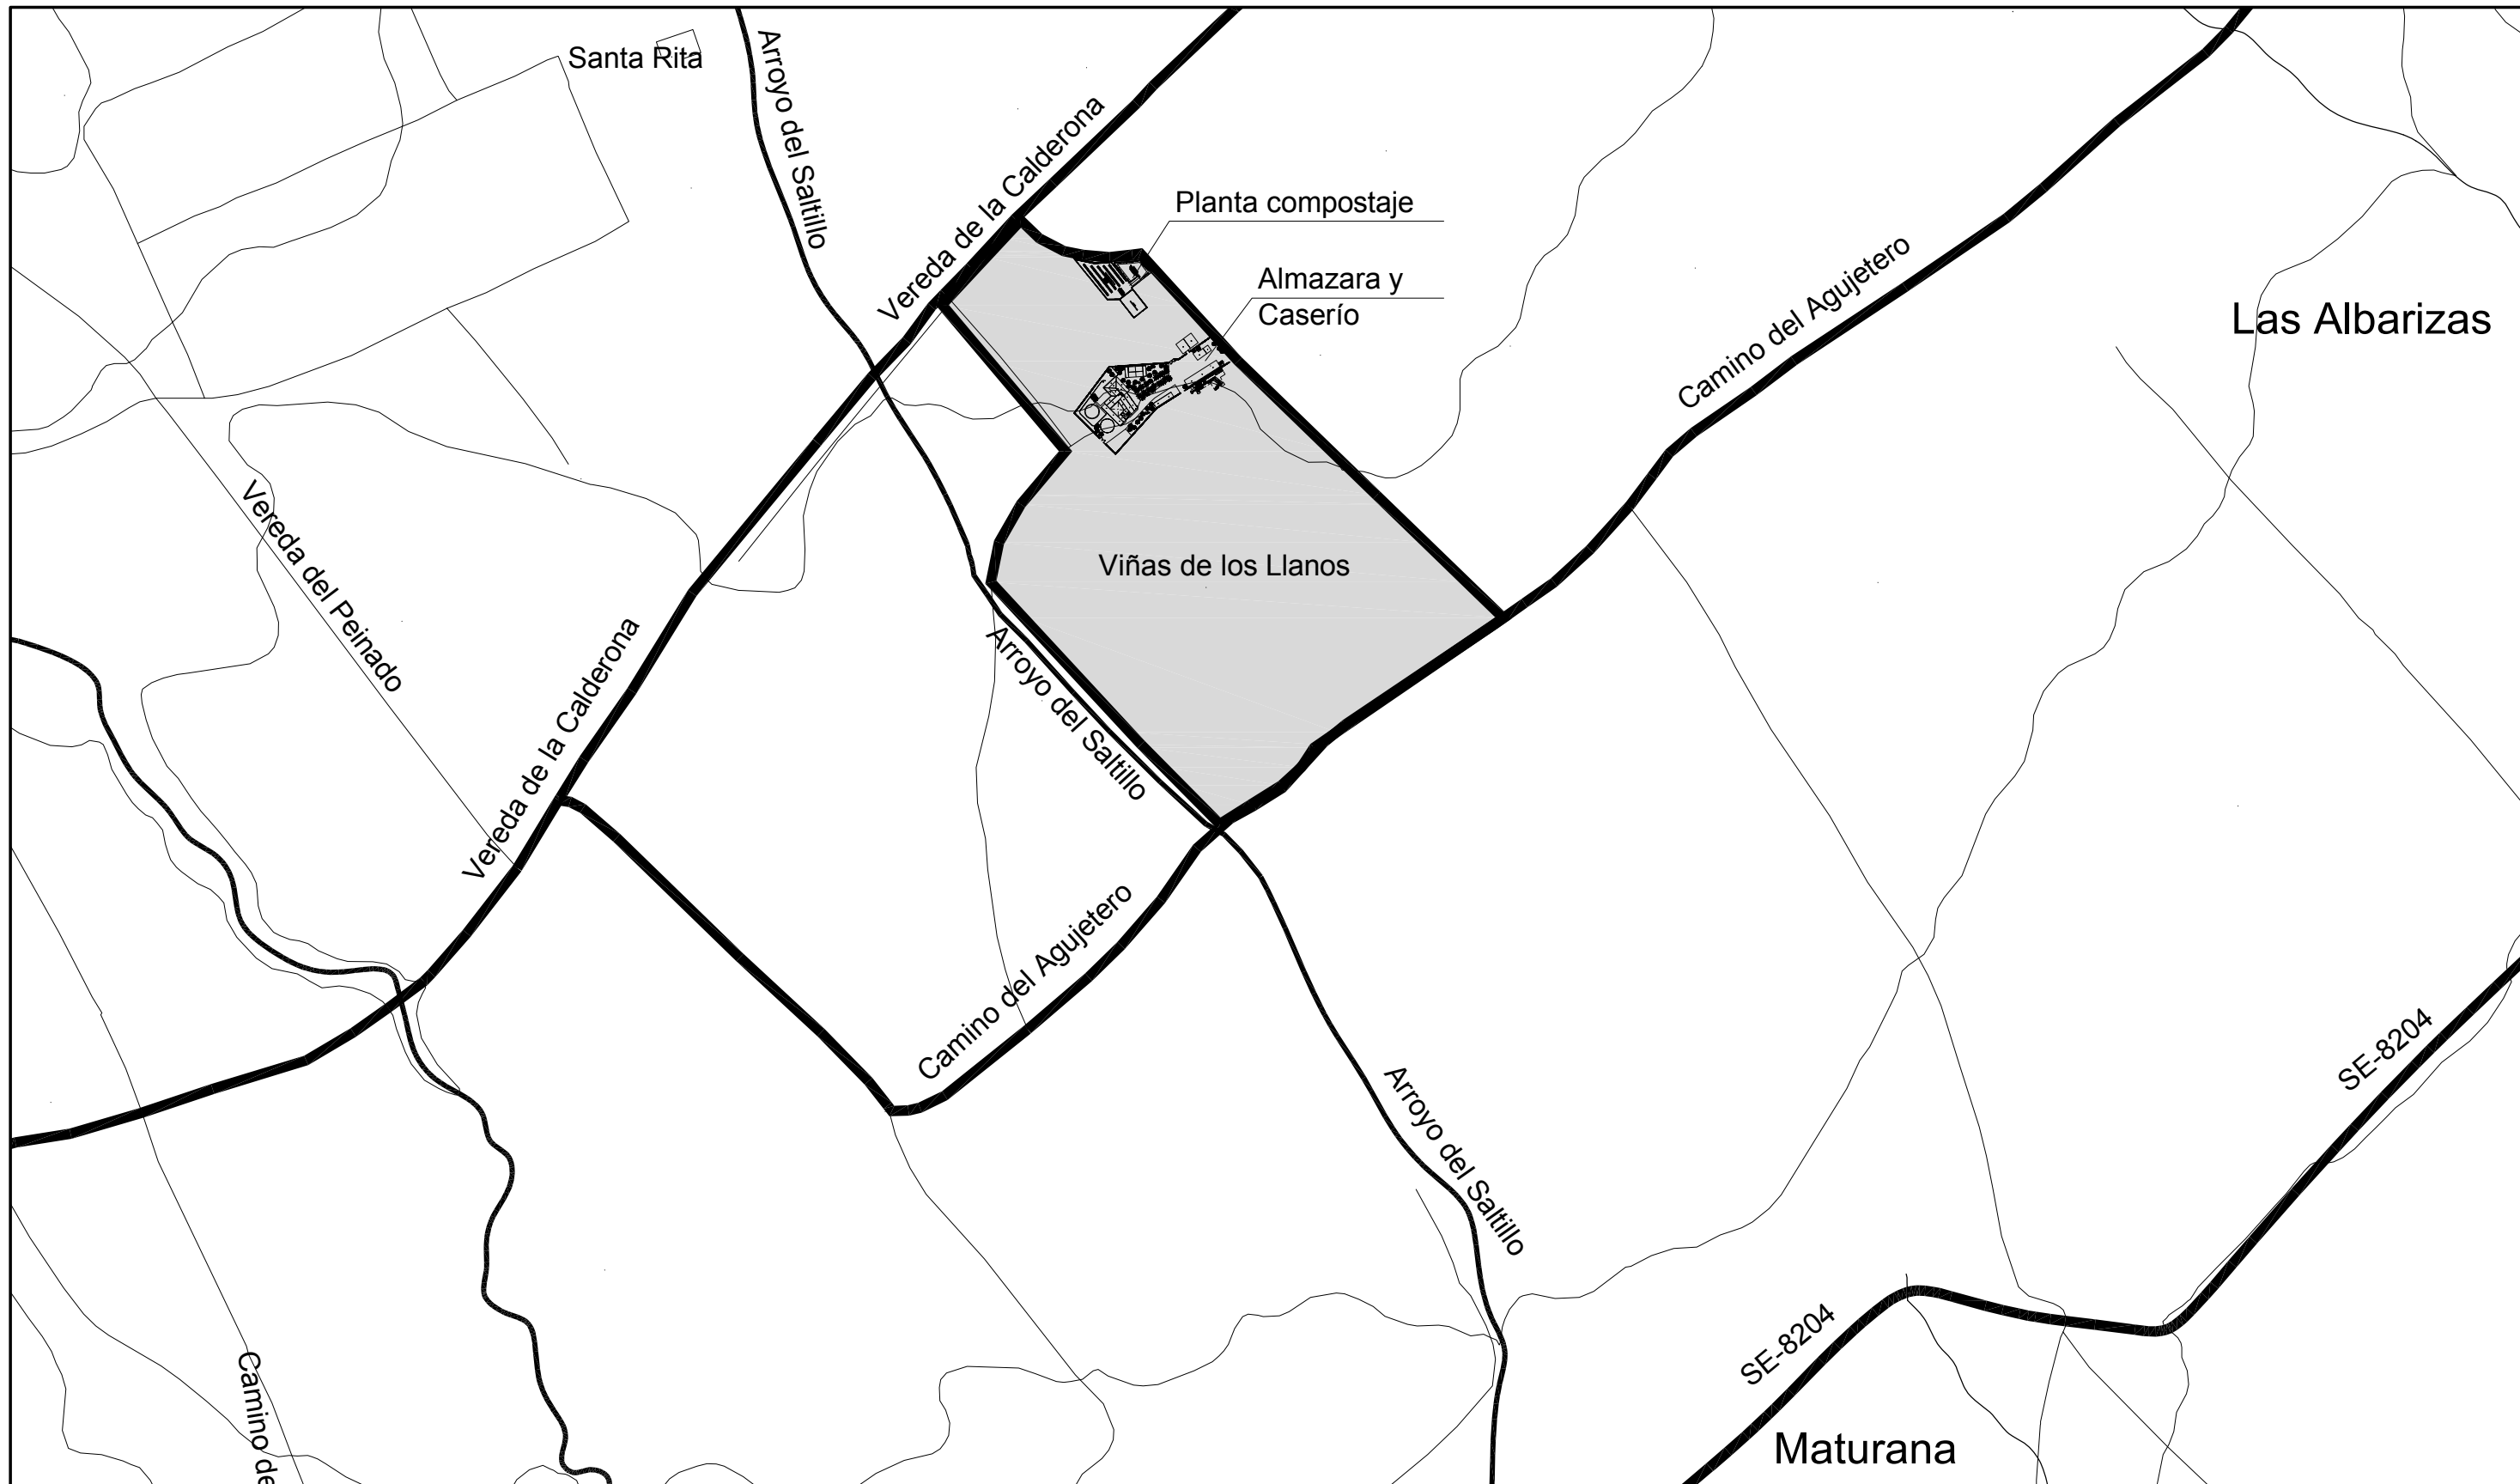 Santa Rita
Arroyo del Saltillo
Vereda de la Calderona
Planta compostaje
Almazara y
Caserío
Camino del Agujetero
Las Albarizas
Vereda del Peinado
Viñas de los Llanos
Arroyo del Saltillo
Vereda de la Calderona
Camino del Agujetero
SE-8204
Arroyo del Saltillo
SE-8204
Camino de
Maturana